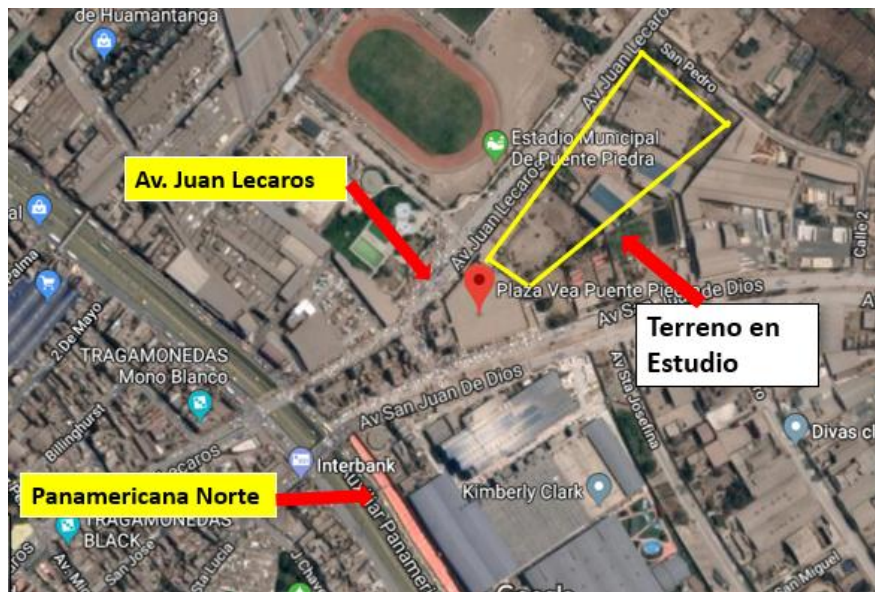 de Huamantanga
Av. Juan Lecaros
San Pedro
Estadio Municipal
De Puente Piedra
Av. Juan Lecaros
Av. Juan Lecaros
Plaza Vea Puente Piedra
Av San Juan de Dios
Calle 2
Palma
2 De Mayo
TRAGAMONEDAS
Mono Blanco
Terreno en
Estudio
Av San Juan De Dios
Av Sta Josefina
Billinghurst
Lecaros
Interbank
Divas
Panamericana Norte
Auxiliar Panameri
Kimberly Clark
TRAGAMONEDAS
BLACK
San Jose
Sta Lucia
J Chave
San Miguel
Google